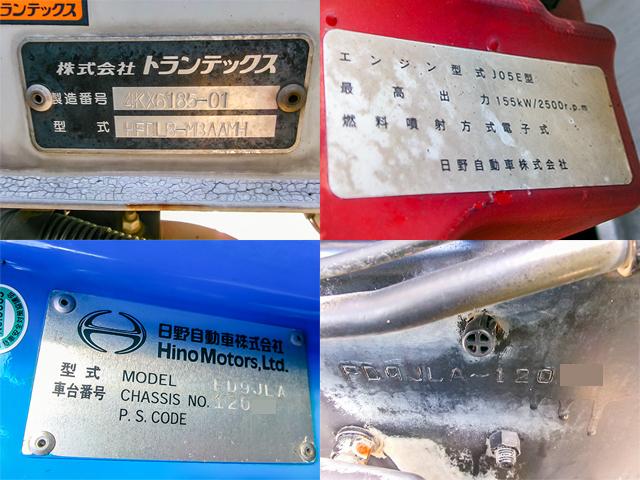 ランテックス
株式会社 トランテックス
製造番号 4KX6185-01
型式
エンジン型式 J05E型
最高出力 155kW/2500r.p.m
燃料噴射方式 電子式
日野自動車株式会社
日野自動車株式会社
Hino Motors, Ltd.
型式 MODEL FD9JLA
車台番号 CHASSIS NO. 120
P.S. CODE
FD9JLA-120